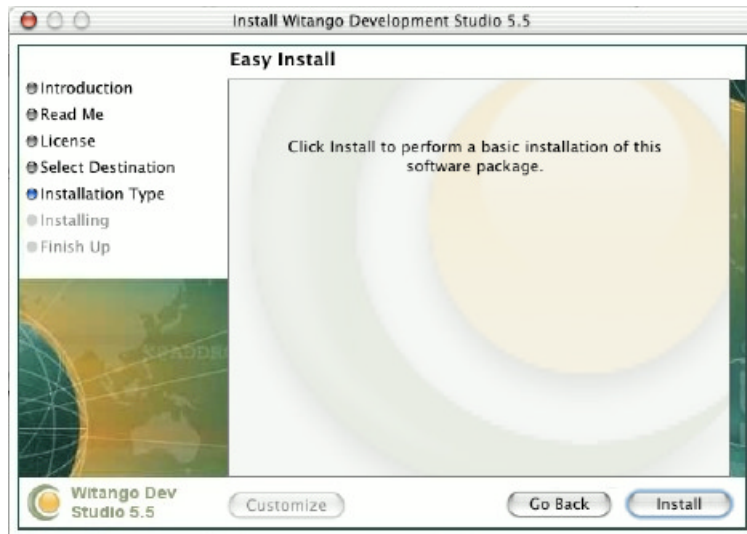 Install Witango Development Studio 5.5
Easy Install
Introduction
Read Me
License
Select Destination
Installation Type
Installing
Finish Up
Click Install to perform a basic installation of this
software package.
Witango Dev
Studio 5.5
Customize
Go Back
Install